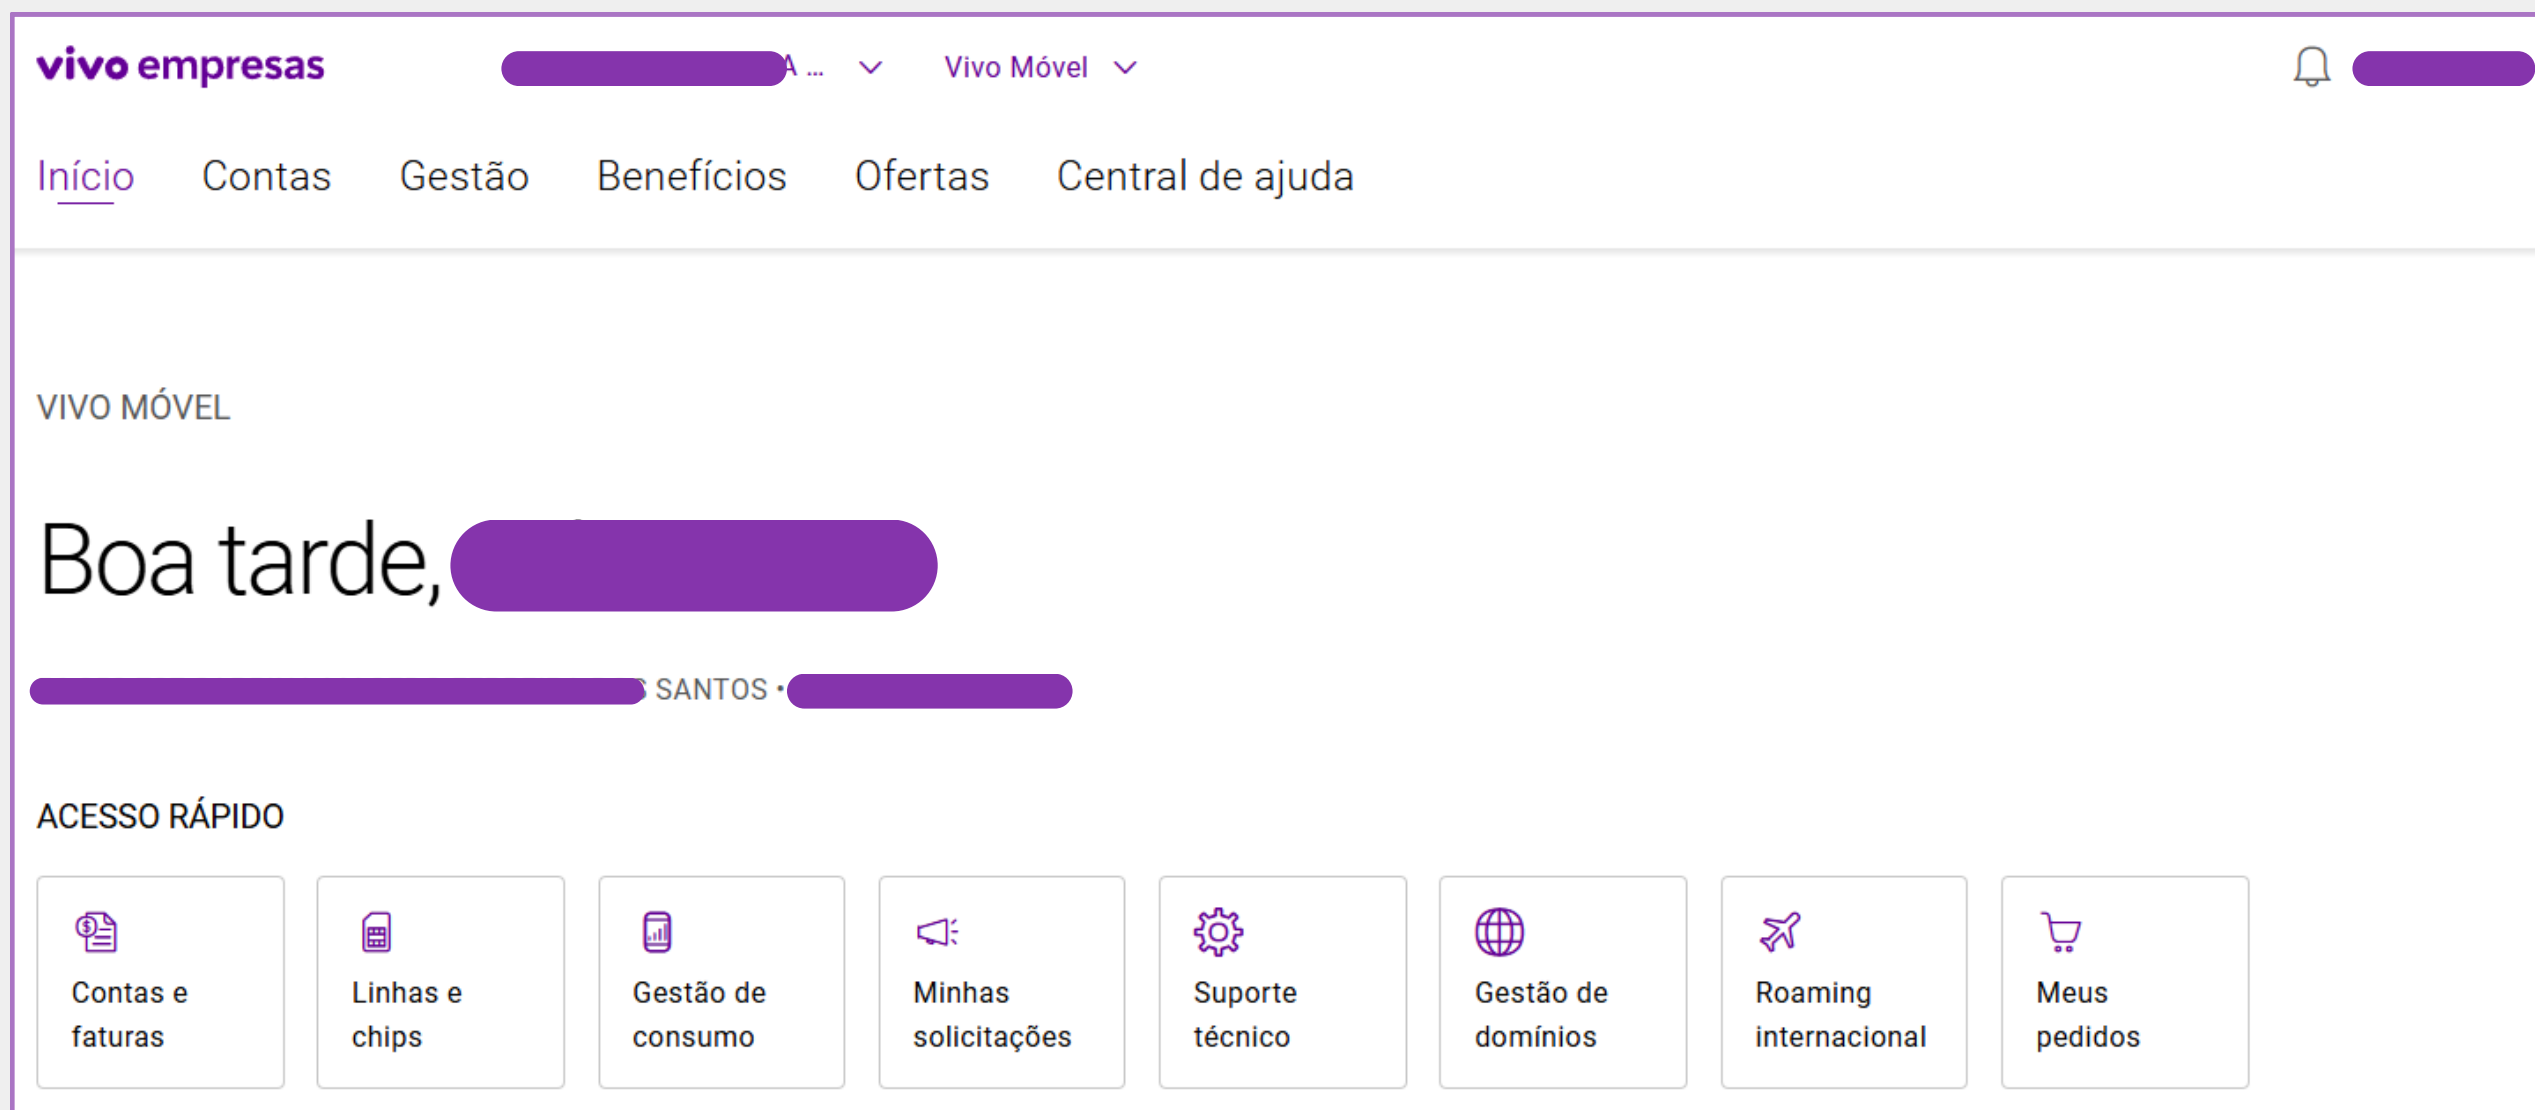 vivo empresas
A ... Vivo Móvel
Início Contas Gestão Benefícios Ofertas Central de ajuda
VIVO MÓVEL
Boa tarde,
SANTOS •
ACESSO RÁPIDO
Contas e
faturas
Linhas e
chips
Gestão de
consumo
Minhas
solicitações
Suporte
técnico
Gestão de
domínios
Roaming
internacional
Meus
pedidos